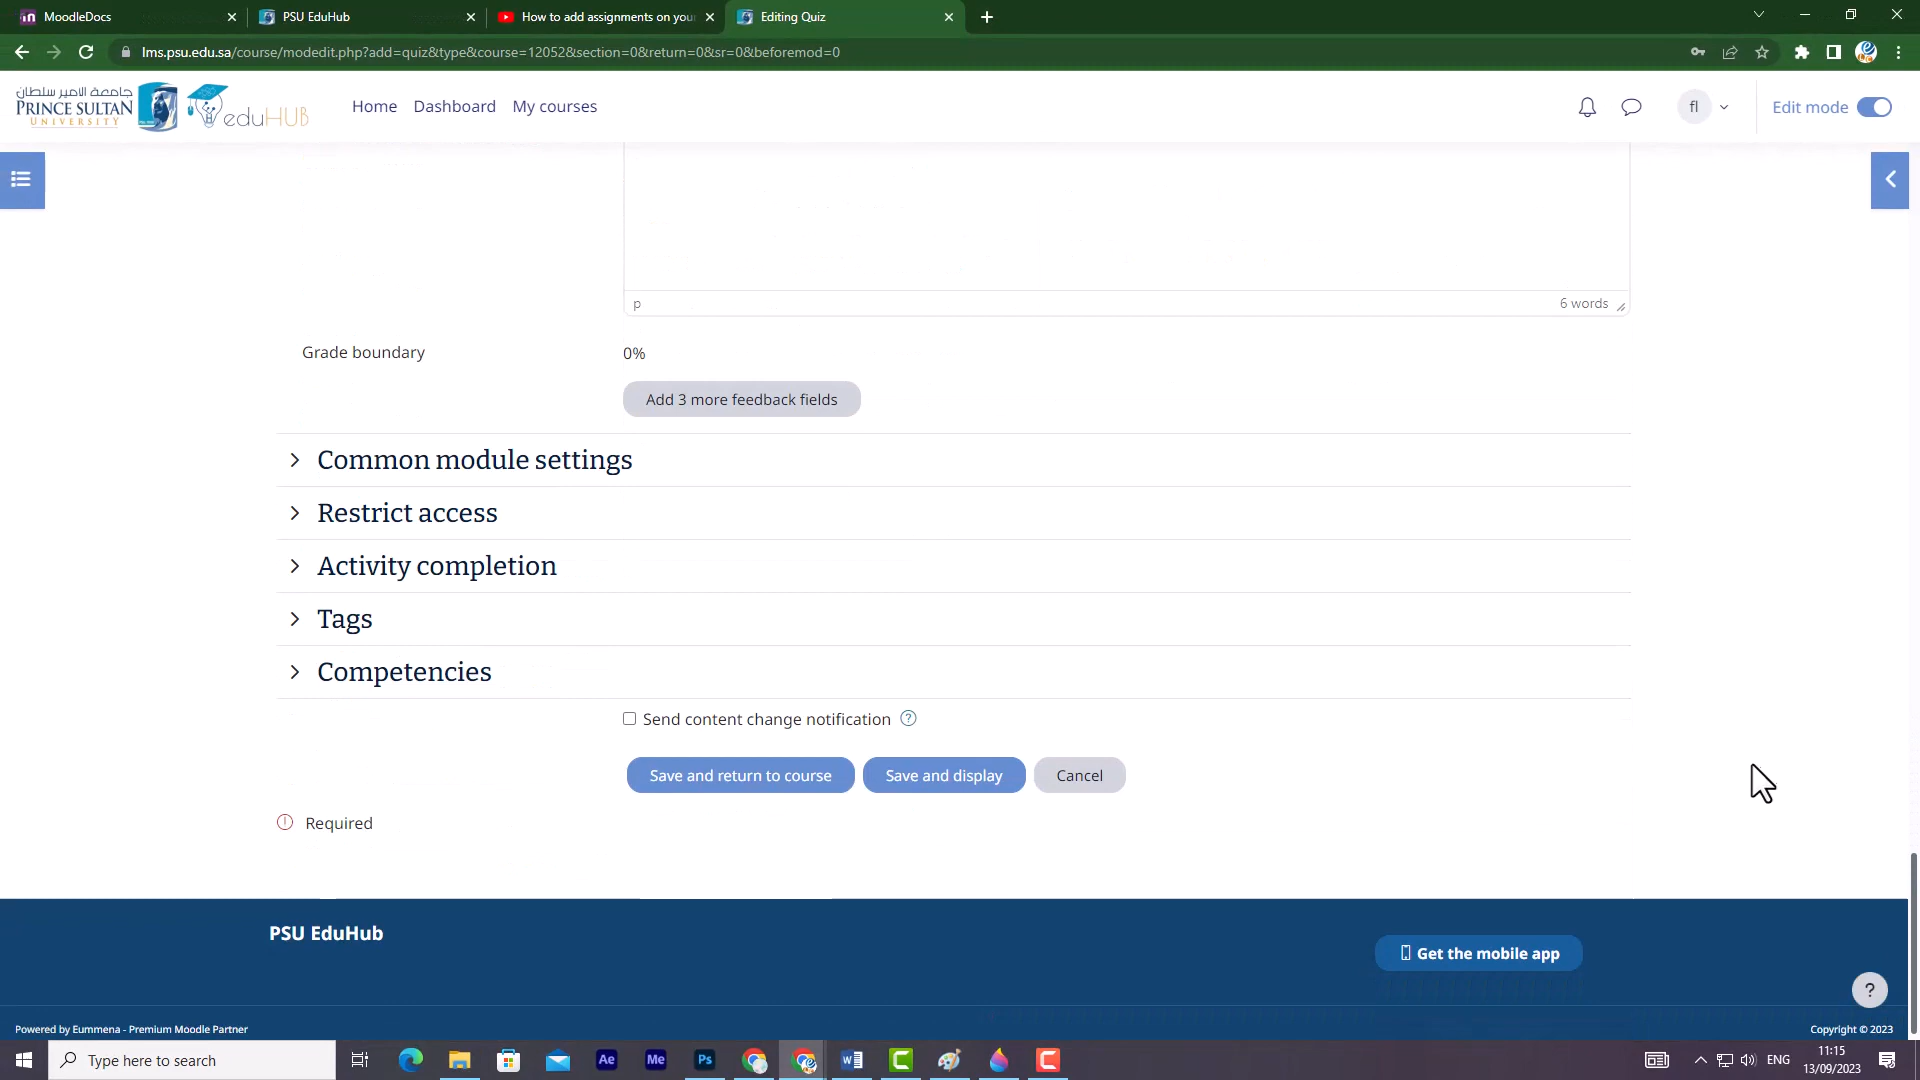 MoodleDocs
PSU EduHub
How to add assignments on you
Editing Quiz
lms.psu.edu.sa/course/modedit.php?add=quiz&type&course=12052&section=0&return=0&sr=0&beforemod=0
جامعة الأمير سلطان
PRINCE SULTAN
UNIVERSITY
eduHUB
Home
Dashboard
My courses
fl
Edit mode
p
6 words
Grade boundary
0%
Add 3 more feedback fields
Common module settings
Restrict access
Activity completion
Tags
Competencies
Send content change notification
Save and return to course
Save and display
Cancel
Required
PSU EduHub
Get the mobile app
?
Powered by Eummena - Premium Moodle Partner
Copyright © 2023
Type here to search
Ae
Me
Ps
ENG
11:15
13/09/2023